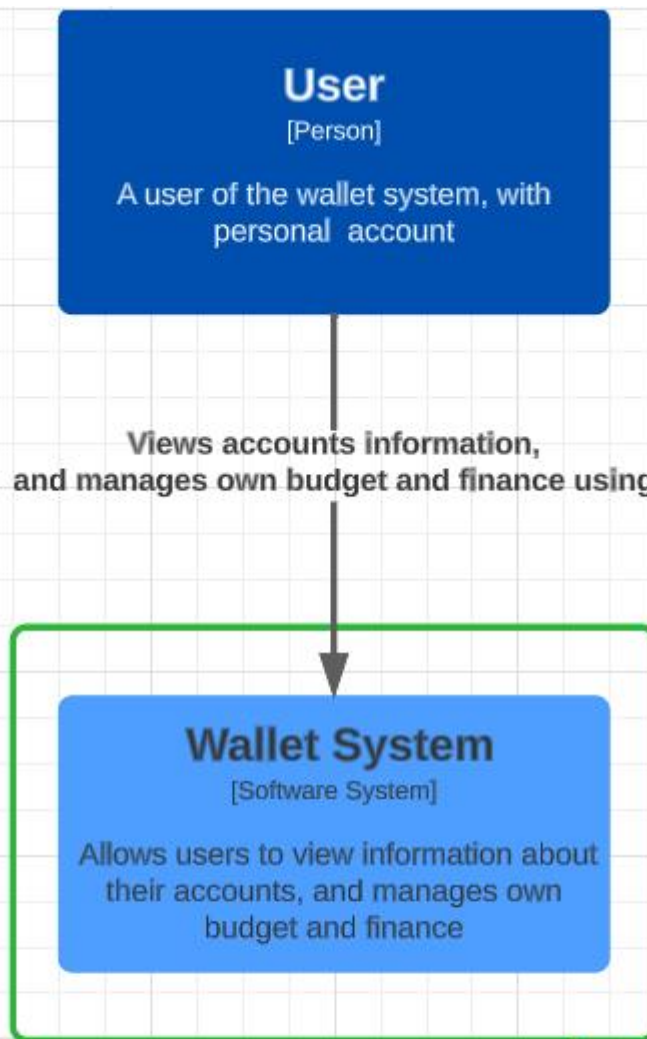 User
[Person]
A user of the wallet system, with
personal account
Views accounts information,
and manages own budget and finance using
Wallet System
[Software System]
Allows users to view information about
their accounts, and manages own
budget and finance